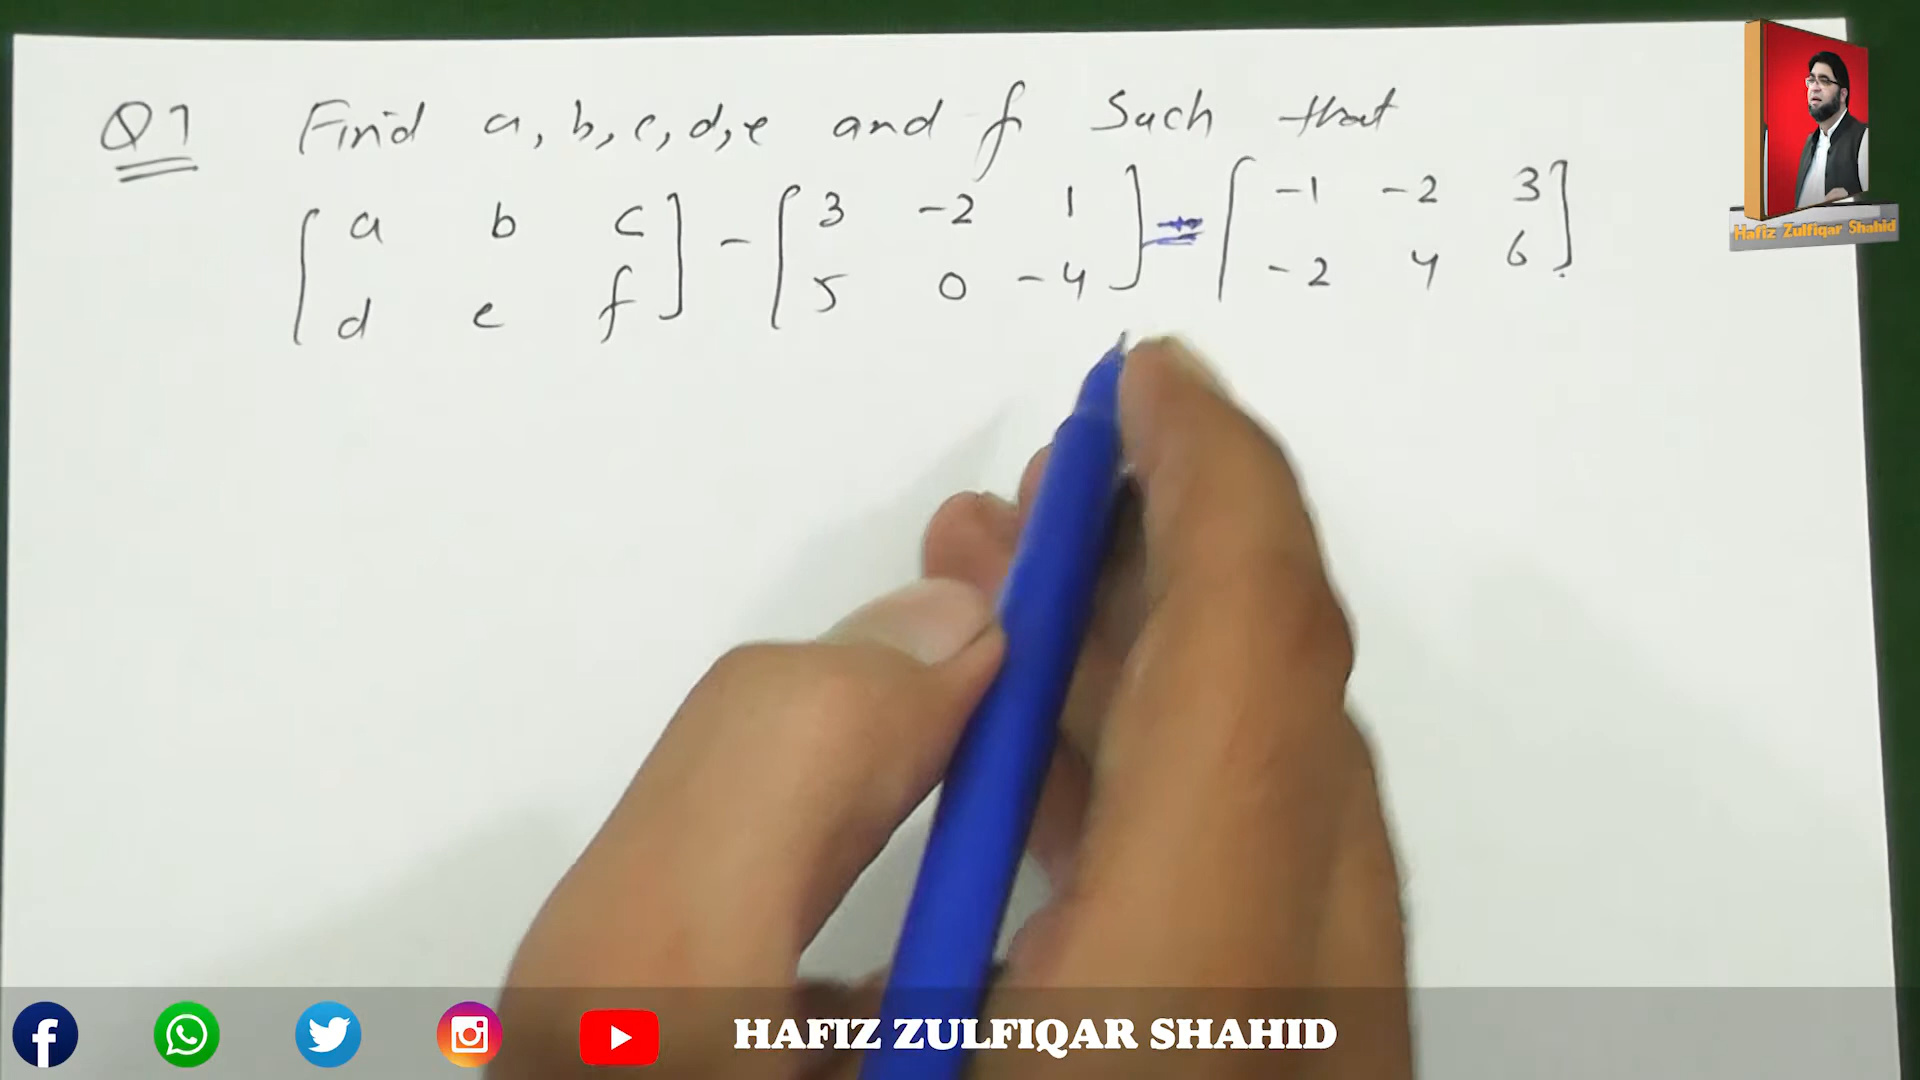 Q1 Find a, b, c, d, e and f Such that
[ a b c ] - [ 3 -2 1 ] = [ -1 -2 3 ]
[ d e f ] [ 5 0 -4 ] [ -2 4 6 ].
Hafiz Zulfiqar Shahid
HAFIZ ZULFIQAR SHAHID